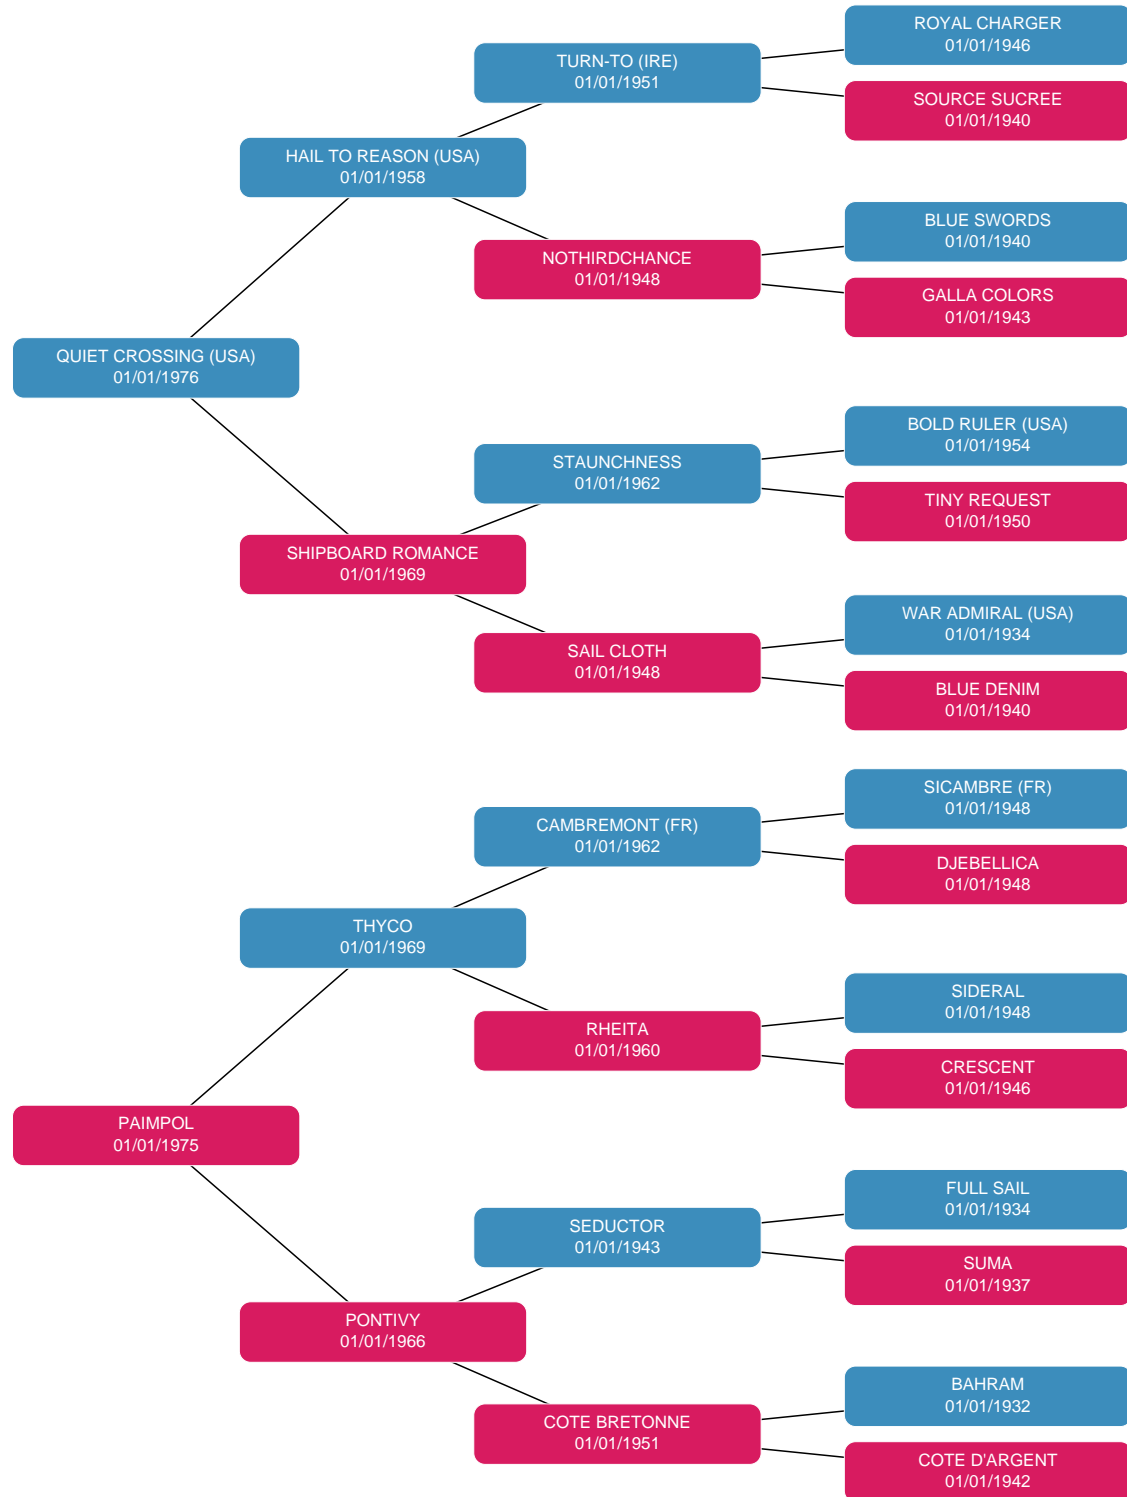 ROYAL CHARGER
01/01/1946
TURN-TO (IRE)
01/01/1951
SOURCE SUCREE
01/01/1940
HAIL TO REASON (USA)
01/01/1958
BLUE SWORDS
01/01/1940
NOTHIRDCHANCE
01/01/1948
GALLA COLORS
01/01/1943
QUIET CROSSING (USA)
01/01/1976
BOLD RULER (USA)
01/01/1954
STAUNCHNESS
01/01/1962
TINY REQUEST
01/01/1950
SHIPBOARD ROMANCE
01/01/1969
WAR ADMIRAL (USA)
01/01/1934
SAIL CLOTH
01/01/1948
BLUE DENIM
01/01/1940
SICAMBRE (FR)
01/01/1948
CAMBREMONT (FR)
01/01/1962
DJEBELLICA
01/01/1948
THYCO
01/01/1969
SIDERAL
01/01/1948
RHEITA
01/01/1960
CRESCENT
01/01/1946
PAIMPOL
01/01/1975
FULL SAIL
01/01/1934
SEDUCTOR
01/01/1943
SUMA
01/01/1937
PONTIVY
01/01/1966
BAHRAM
01/01/1932
COTE BRETONNE
01/01/1951
COTE D'ARGENT
01/01/1942